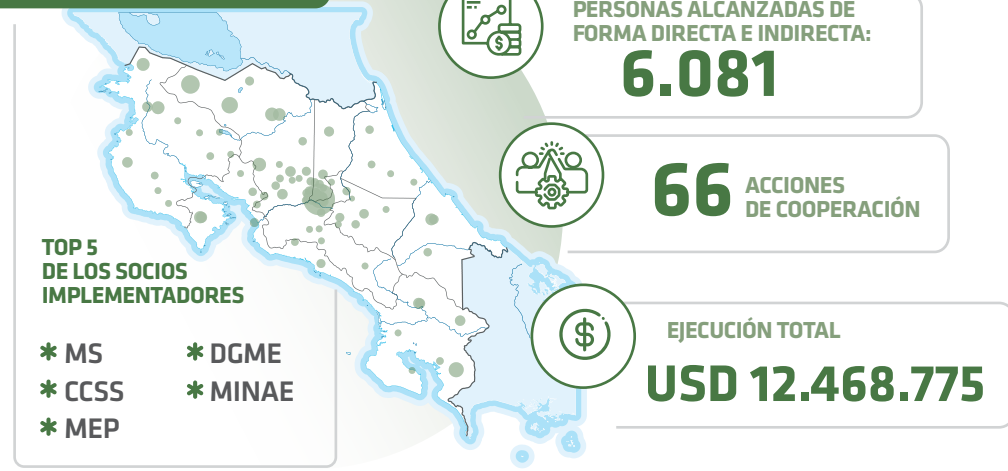 PERSONAS ALCANZADAS DE
FORMA DIRECTA E INDIRECTA:
6.081
66
ACCIONES
DE COOPERACIÓN
EJECUCIÓN TOTAL
USD 12.468.775
TOP 5
DE LOS SOCIOS
IMPLEMENTADORES
* MS
* CCSS
* MEP
* DGME
* MINAE